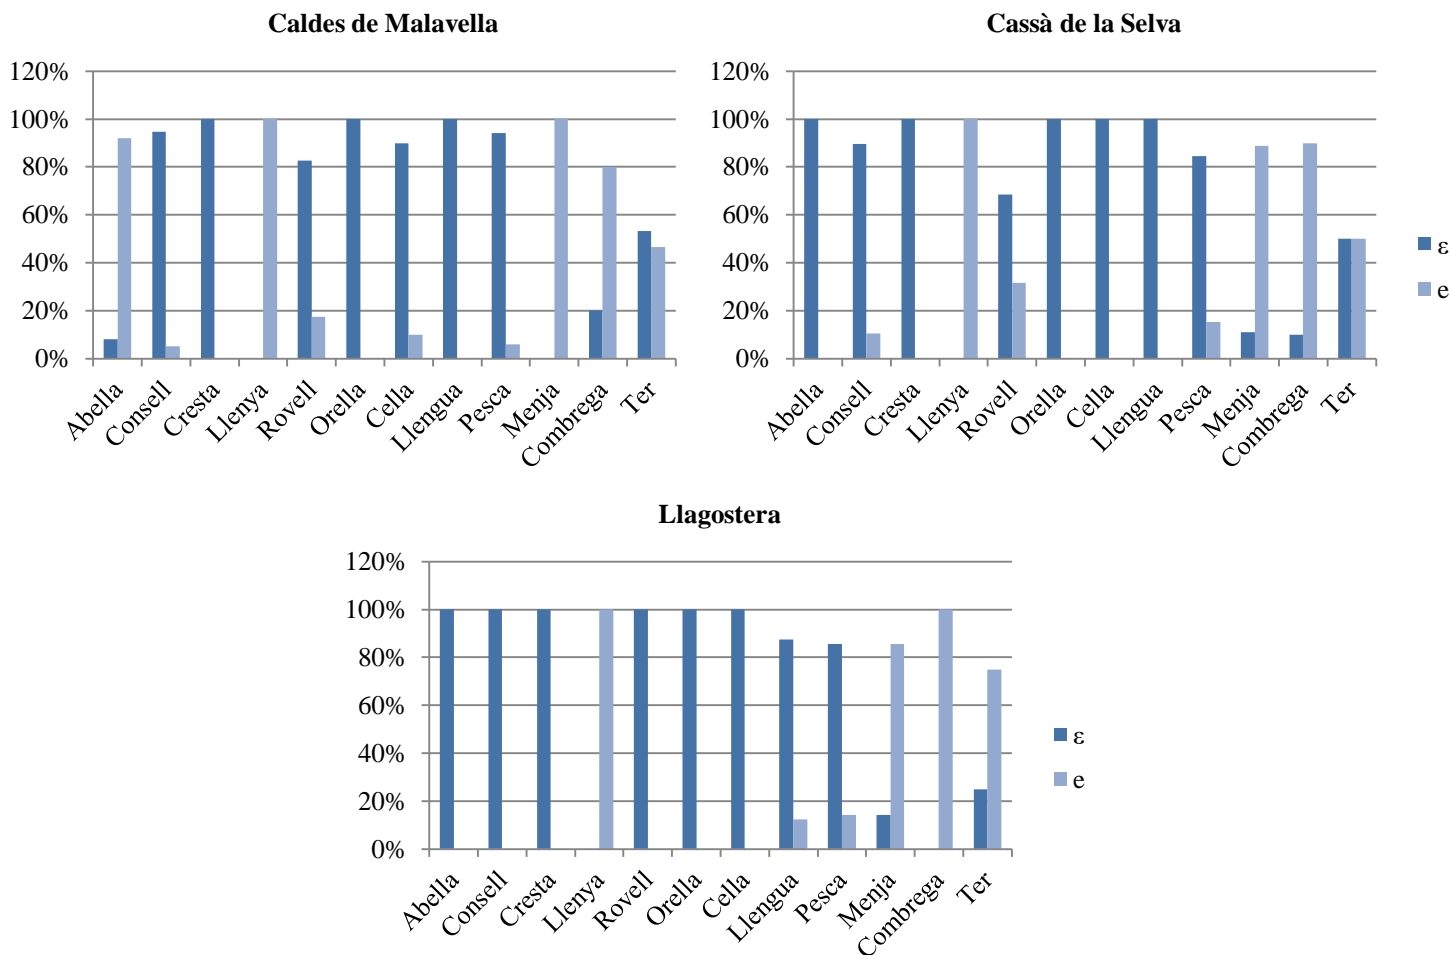 Caldes de Malavella
120%
100%
80%
60%
40%
20%
0%
Abella
Consell
Cresta
Llenya
Rovell
Orella
Cella
Llengua
Pesca
Menja
Combrega
Ter
Cassà de la Selva
120%
100%
80%
60%
40%
20%
0%
Abella
Consell
Cresta
Llenya
Rovell
Orella
Cella
Llengua
Pesca
Menja
Combrega
Ter
ε
e
Llagostera
120%
100%
80%
60%
40%
20%
0%
Abella
Consell
Cresta
Llenya
Rovell
Orella
Cella
Llengua
Pesca
Menja
Combrega
Ter
ε
e